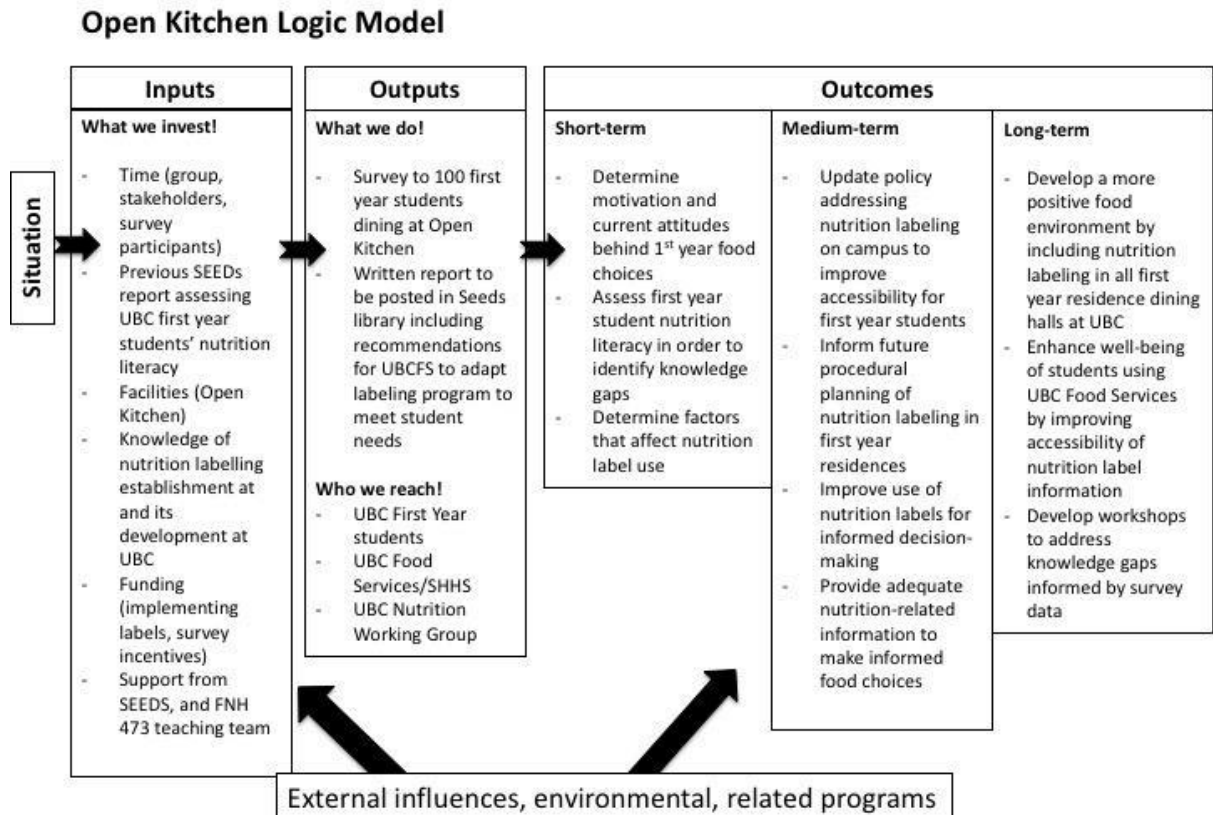 Open Kitchen Logic Model
Situation
Inputs
What we invest!
- Time (group,
stakeholders,
survey
participants)
- Previous SEEDs
report assessing
UBC first year
students' nutrition
literacy
- Facilities (Open
Kitchen)
- Knowledge of
nutrition labelling
establishment at
and its
development at
UBC
- Funding
(implementing
labels, survey
incentives)
- Support from
SEEDS, and FNH
473 teaching team
Outputs
What we do!
- Survey to 100 first
year students
dining at Open
Kitchen
- Written report to
be posted in Seeds
library including
recommendations
for UBCFS to adapt
labeling program to
meet student
needs
Who we reach!
- UBC First Year
students
- UBC Food
Services/SHHS
- UBC Nutrition
Working Group
Outcomes
Short-term
- Determine
motivation and
current attitudes
behind 1st year food
choices
- Assess first year
student nutrition
literacy in order to
identify knowledge
gaps
- Determine factors
that affect nutrition
label use
Medium-term
- Update policy
addressing
nutrition labeling
on campus to
improve
accessibility for
first year students
- Inform future
procedural
planning of
nutrition labeling in
first year
residences
- Improve use of
nutrition labels for
informed decision-
making
- Provide adequate
nutrition-related
information to
make informed
food choices
Long-term
- Develop a more
positive food
environment by
including nutrition
labeling in all first
year residence dining
halls at UBC
- Enhance well-being
of students using
UBC Food Services
by improving
accessibility of
nutrition label
information
- Develop workshops
to address
knowledge gaps
informed by survey
data
External influences, environmental, related programs